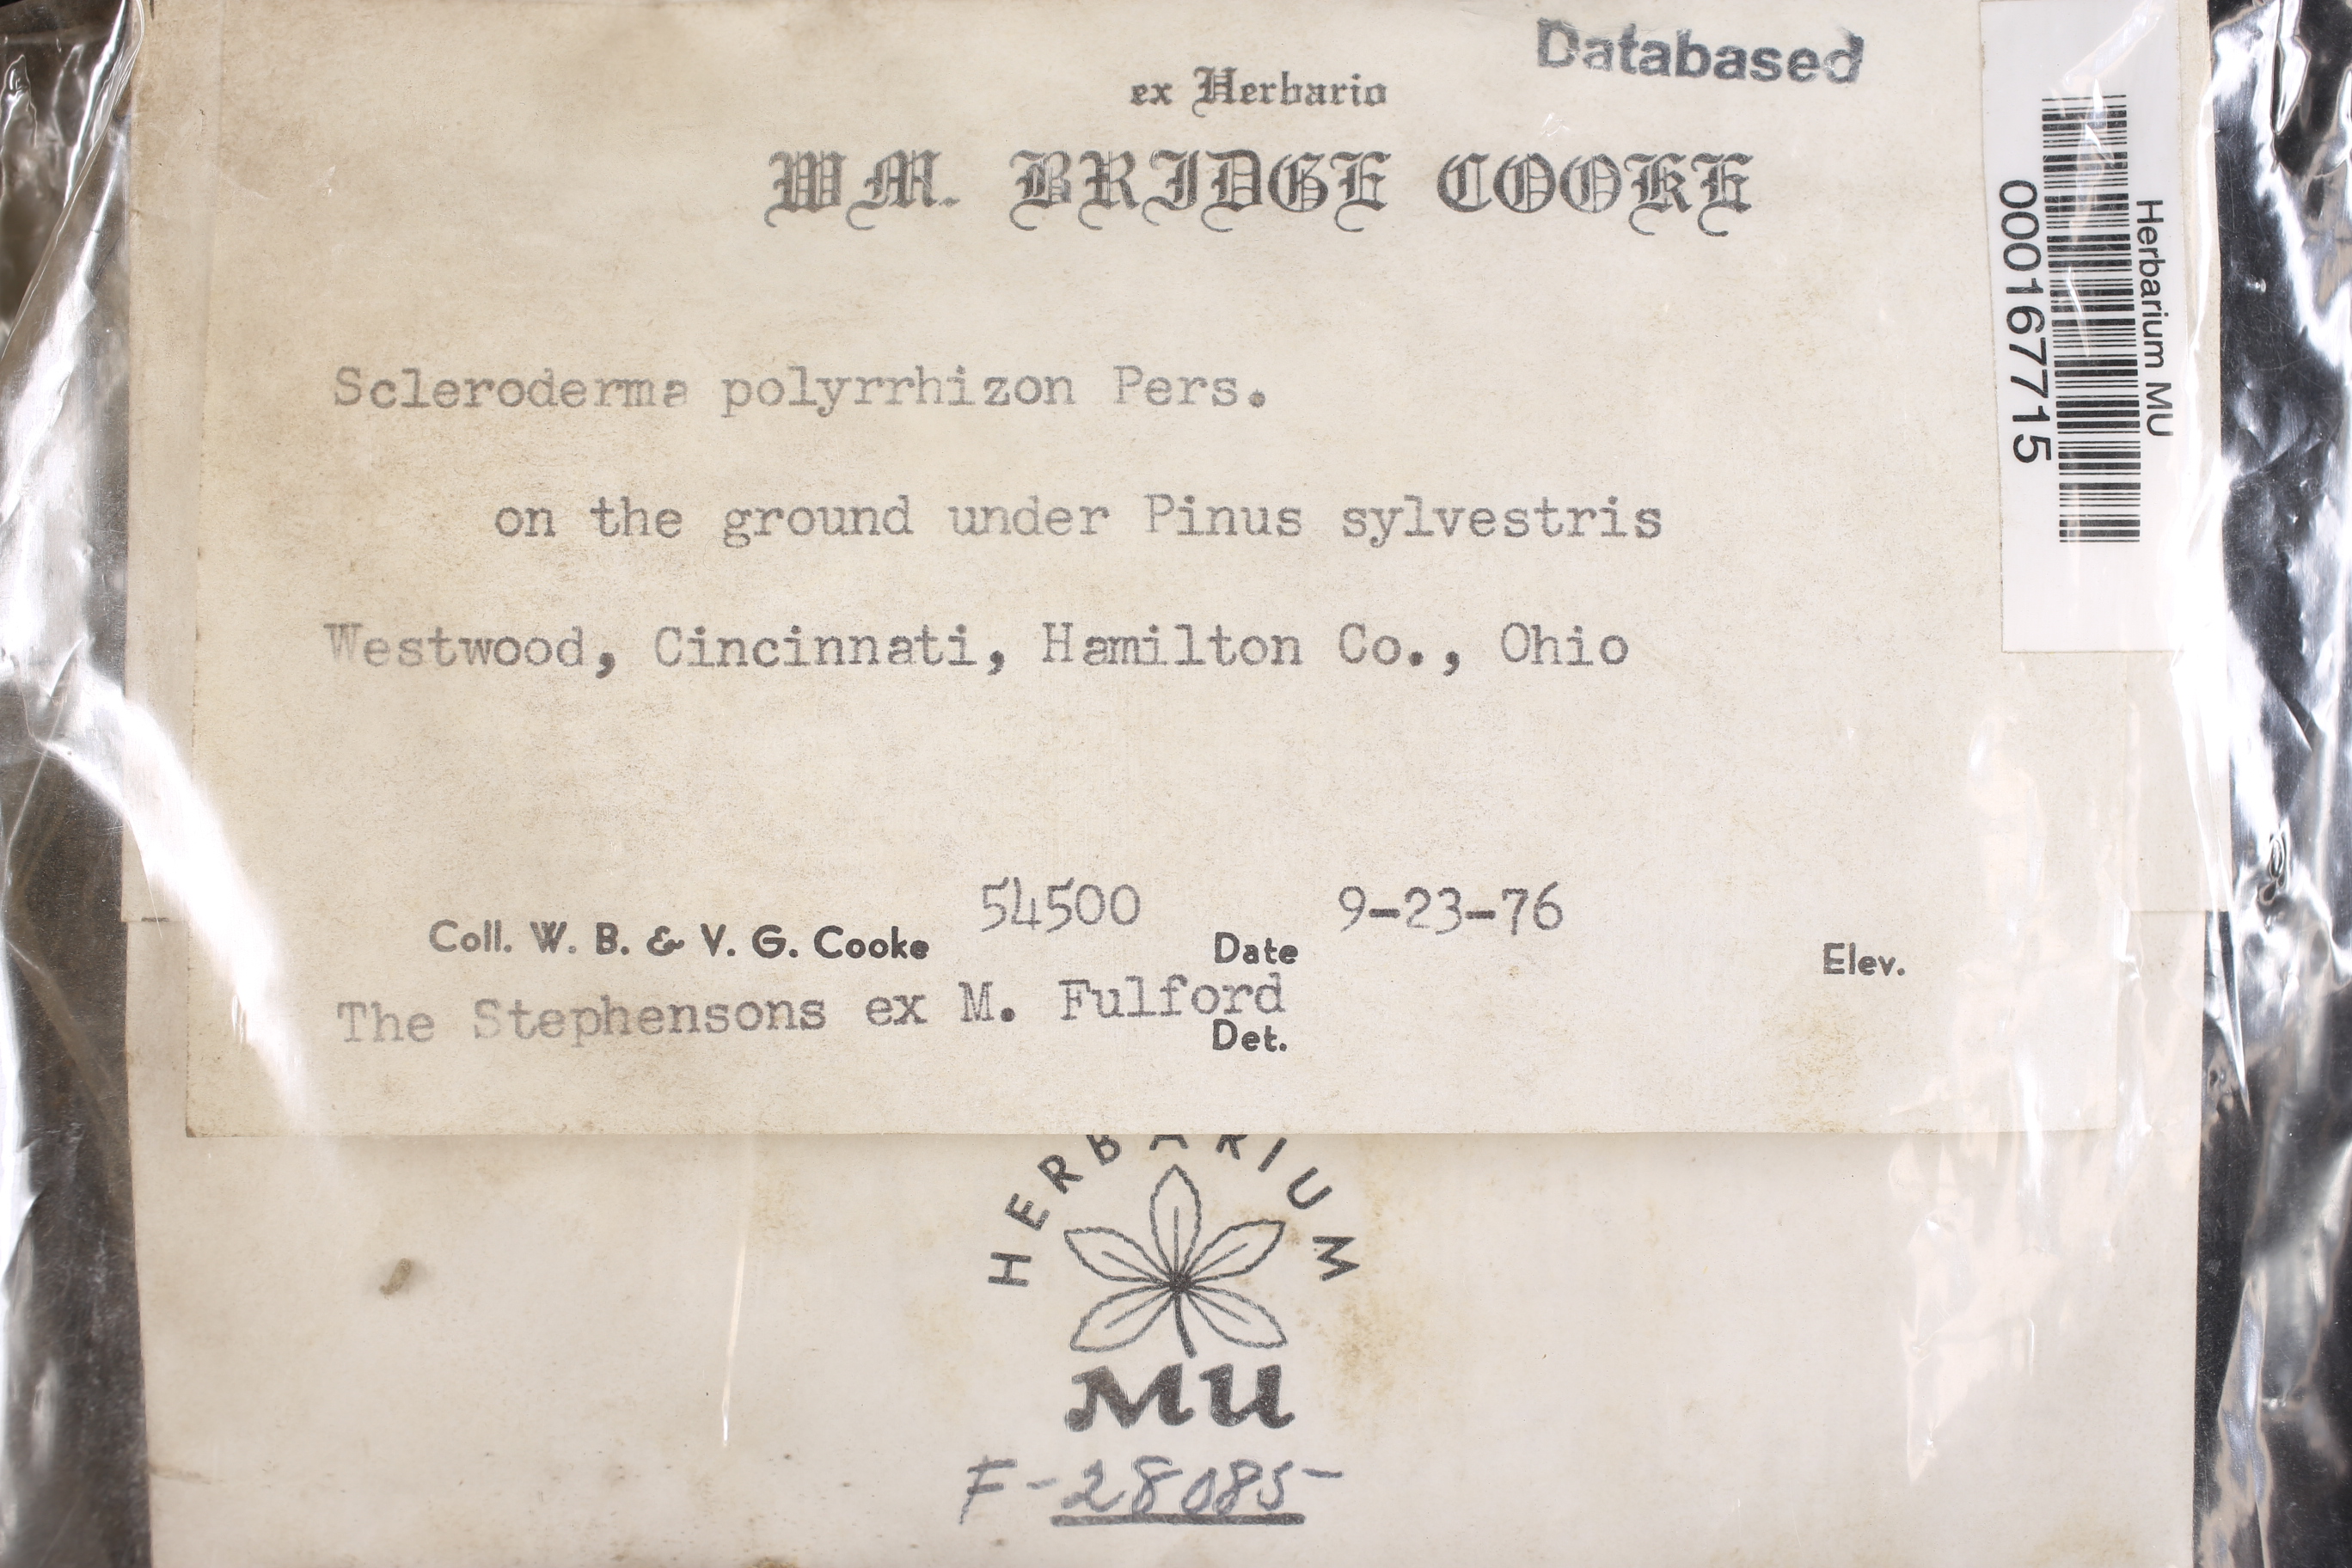 Databased
ex Herbario
WM. BRIDGE COOKE
Scleroderma polyrrhizon Pers.
on the ground under Pinus sylvestris
Westwood, Cincinnati, Hamilton Co., Ohio
Coll. W. B. & V. G. Cooke 54500 Date 9-23-76 Elev.
The Stephensons ex M. Fulford
Det.
Herbarium MU
000167715
HERBARIUM
MU
F-28085